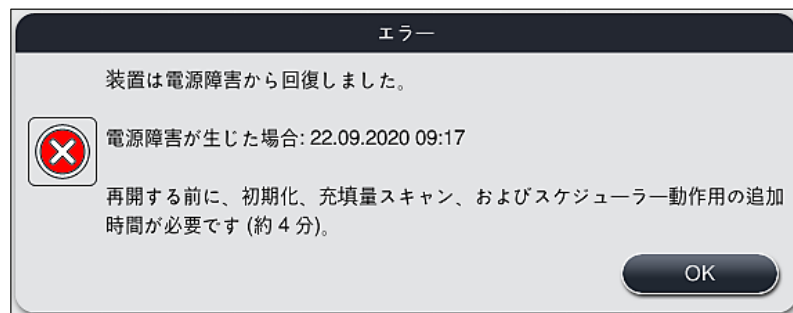 エラー
装置は電源障害から回復しました。
電源障害が生じた場合: 22.09.2020 09:17
再開する前に、初期化、充填量スキャン、およびスケジューラー動作用の追加
時間が必要です (約 4 分)。
OK